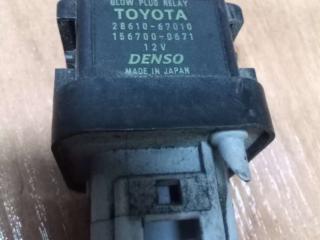 GLOW PLUG RELAY
TOYOTA
28610-67010
156700-0671
12V
DENSO
MADE IN JAPAN